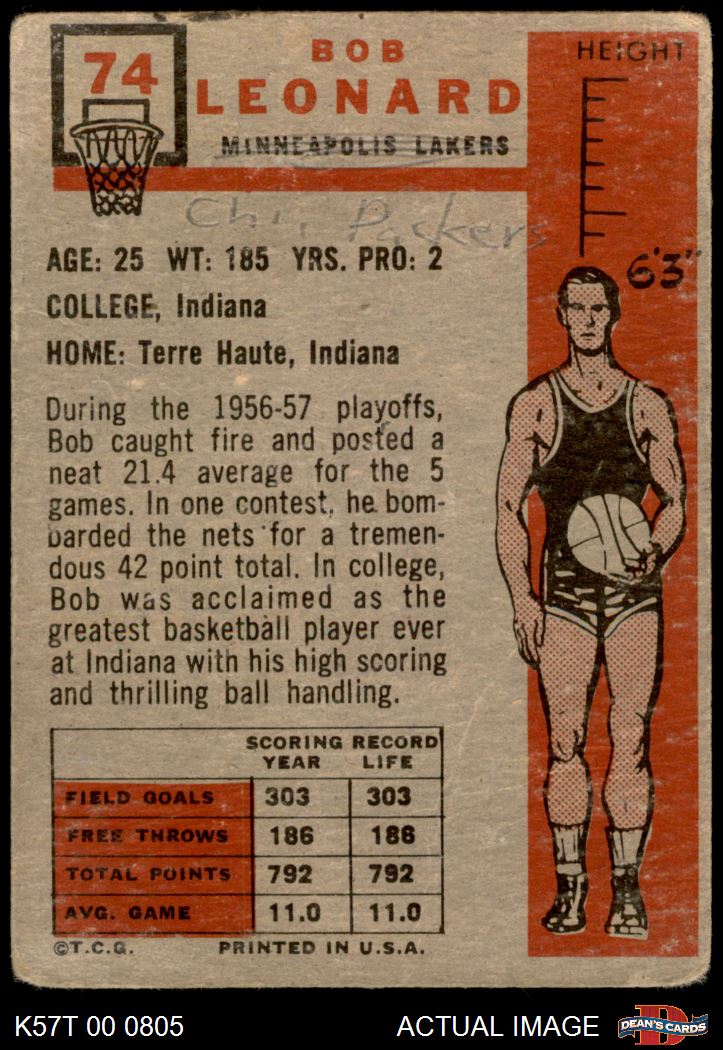 74
BOB
LEONARD
MINNEAPOLIS LAKERS
HEIGHT
Packers
6'3"
AGE: 25 WT: 185 YRS. PRO: 2
COLLEGE, Indiana
HOME: Terre Haute, Indiana
During the 1956-57 playoffs,
Bob caught fire and posted a
neat 21.4 average for the 5
games. In one contest, he bom-
barded the nets for a tremen-
dous 42 point total. In college,
Bob was acclaimed as the
greatest basketball player ever
at Indiana with his high scoring
and thrilling ball handling.
SCORING RECORD
YEAR LIFE
FIELD GOALS 303 303
FREE THROWS 186 186
TOTAL POINTS 792 792
AVG. GAME 11.0 11.0
©T.C.G. PRINTED IN U.S.A.
K57T 00 0805 ACTUAL IMAGE DEAN'S CARDS